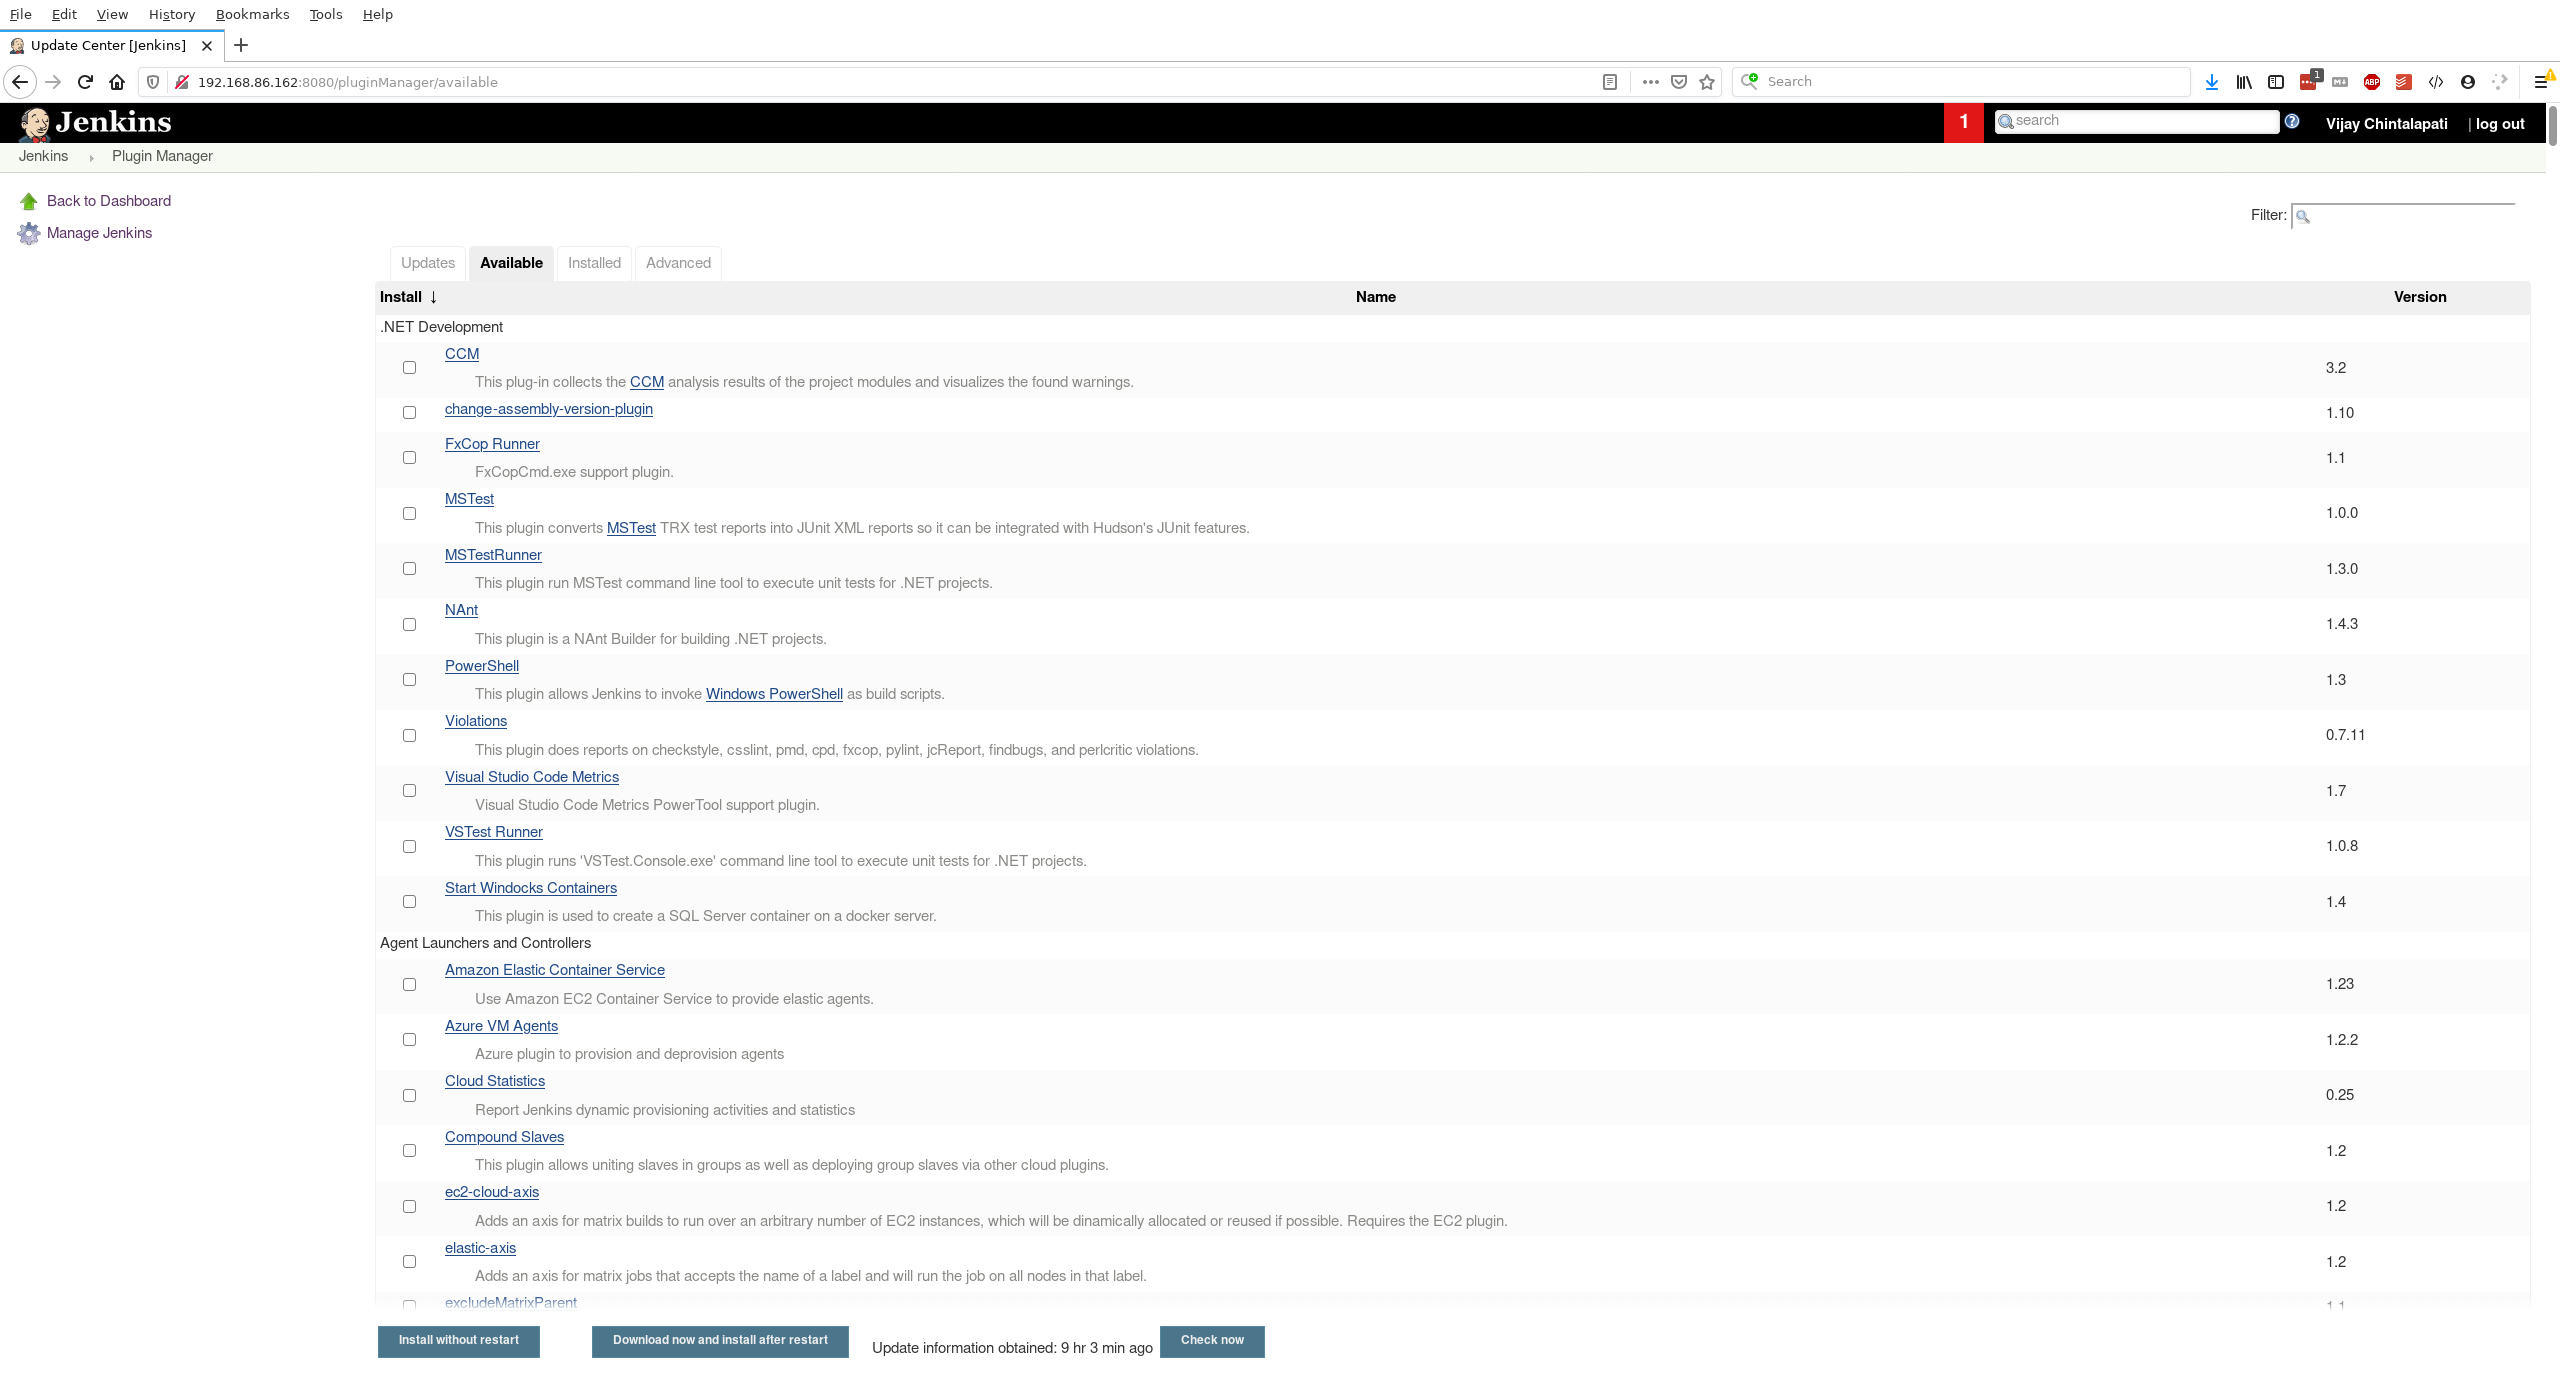 File Edit View History Bookmarks Tools Help
Update Center [Jenkins]
192.168.86.162:8080/pluginManager/available
Search
1
ABP
Jenkins
1
search
Vijay Chintalapati
| log out
Jenkins
Plugin Manager
Back to Dashboard
Manage Jenkins
Filter:
Updates Available Installed Advanced
Install ↓ Name Version
.NET Development
CCM
This plug-in collects the CCM analysis results of the project modules and visualizes the found warnings.
3.2
change-assembly-version-plugin
1.10
FxCop Runner
FxCopCmd.exe support plugin.
1.1
MSTest
This plugin converts MSTest TRX test reports into JUnit XML reports so it can be integrated with Hudson's JUnit features.
1.0.0
MSTestRunner
This plugin run MSTest command line tool to execute unit tests for .NET projects.
1.3.0
NAnt
This plugin is a NAnt Builder for building .NET projects.
1.4.3
PowerShell
This plugin allows Jenkins to invoke Windows PowerShell as build scripts.
1.3
Violations
This plugin does reports on checkstyle, csslint, pmd, cpd, fxcop, pylint, jcReport, findbugs, and perlcritic violations.
0.7.11
Visual Studio Code Metrics
Visual Studio Code Metrics PowerTool support plugin.
1.7
VSTest Runner
This plugin runs 'VSTest.Console.exe' command line tool to execute unit tests for .NET projects.
1.0.8
Start Windocks Containers
This plugin is used to create a SQL Server container on a docker server.
1.4
Agent Launchers and Controllers
Amazon Elastic Container Service
Use Amazon EC2 Container Service to provide elastic agents.
1.23
Azure VM Agents
Azure plugin to provision and deprovision agents
1.2.2
Cloud Statistics
Report Jenkins dynamic provisioning activities and statistics
0.25
Compound Slaves
This plugin allows uniting slaves in groups as well as deploying group slaves via other cloud plugins.
1.2
ec2-cloud-axis
Adds an axis for matrix builds to run over an arbitrary number of EC2 instances, which will be dinamically allocated or reused if possible. Requires the EC2 plugin.
1.2
elastic-axis
Adds an axis for matrix jobs that accepts the name of a label and will run the job on all nodes in that label.
1.2
excludeMatrixParent
1.1
Install without restart
Download now and install after restart
Update information obtained: 9 hr 3 min ago
Check now